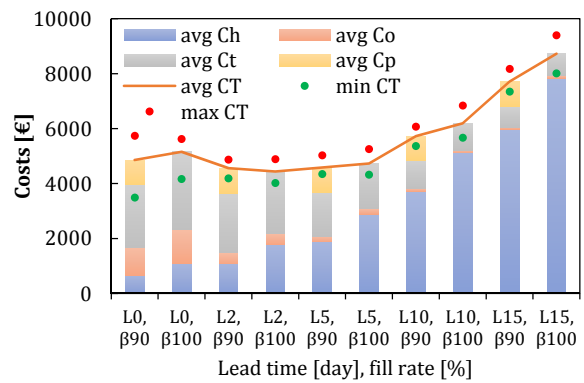 10000
8000
6000
4000
2000
0
Costs [€]
avg Ch
avg Co
avg Ct
avg Cp
avg CT
min CT
max CT
L0, β90
L0, β100
L2, β90
L2, β100
L5, β90
L5, β100
L10, β90
L10, β100
L15, β90
L15, β100
Lead time [day], fill rate [%]